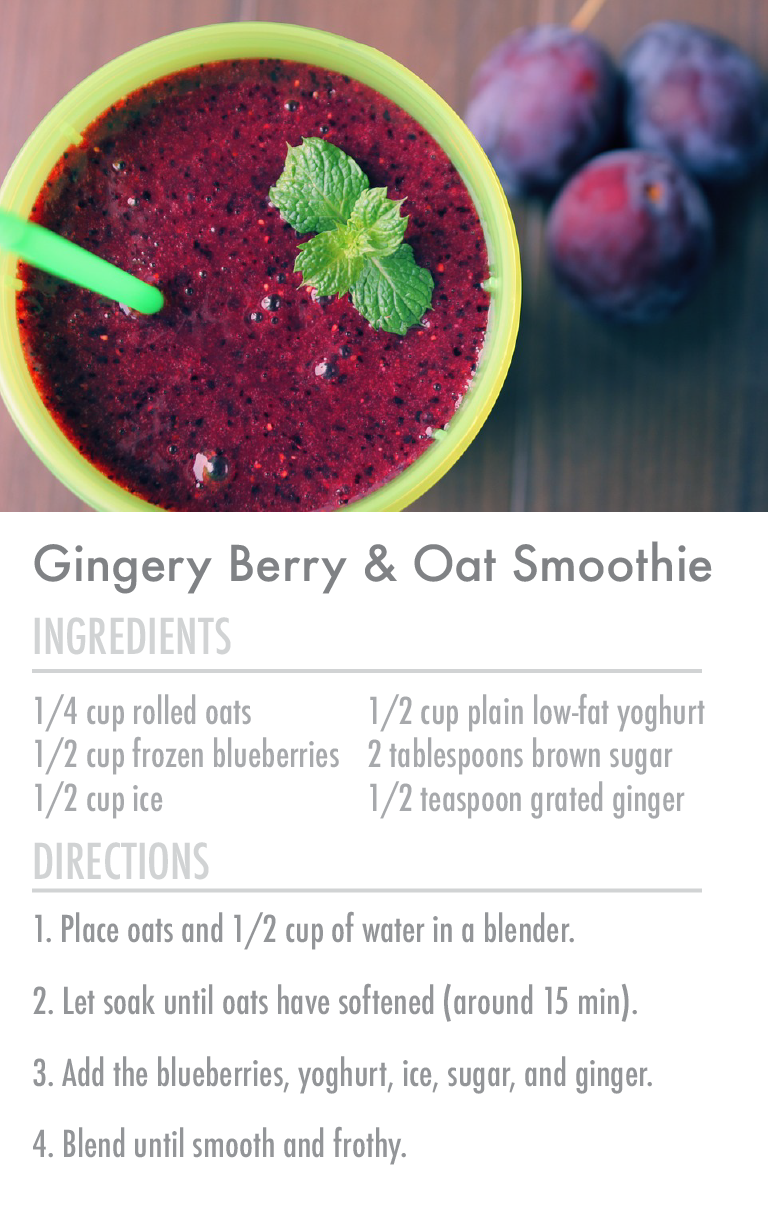 Gingery Berry & Oat Smoothie
INGREDIENTS
1/4 cup rolled oats
1/2 cup frozen blueberries
1/2 cup ice
1/2 cup plain low-fat yoghurt
2 tablespoons brown sugar
1/2 teaspoon grated ginger
DIRECTIONS
1. Place oats and 1/2 cup of water in a blender.
2. Let soak until oats have softened (around 15 min).
3. Add the blueberries, yoghurt, ice, sugar, and ginger.
4. Blend until smooth and frothy.